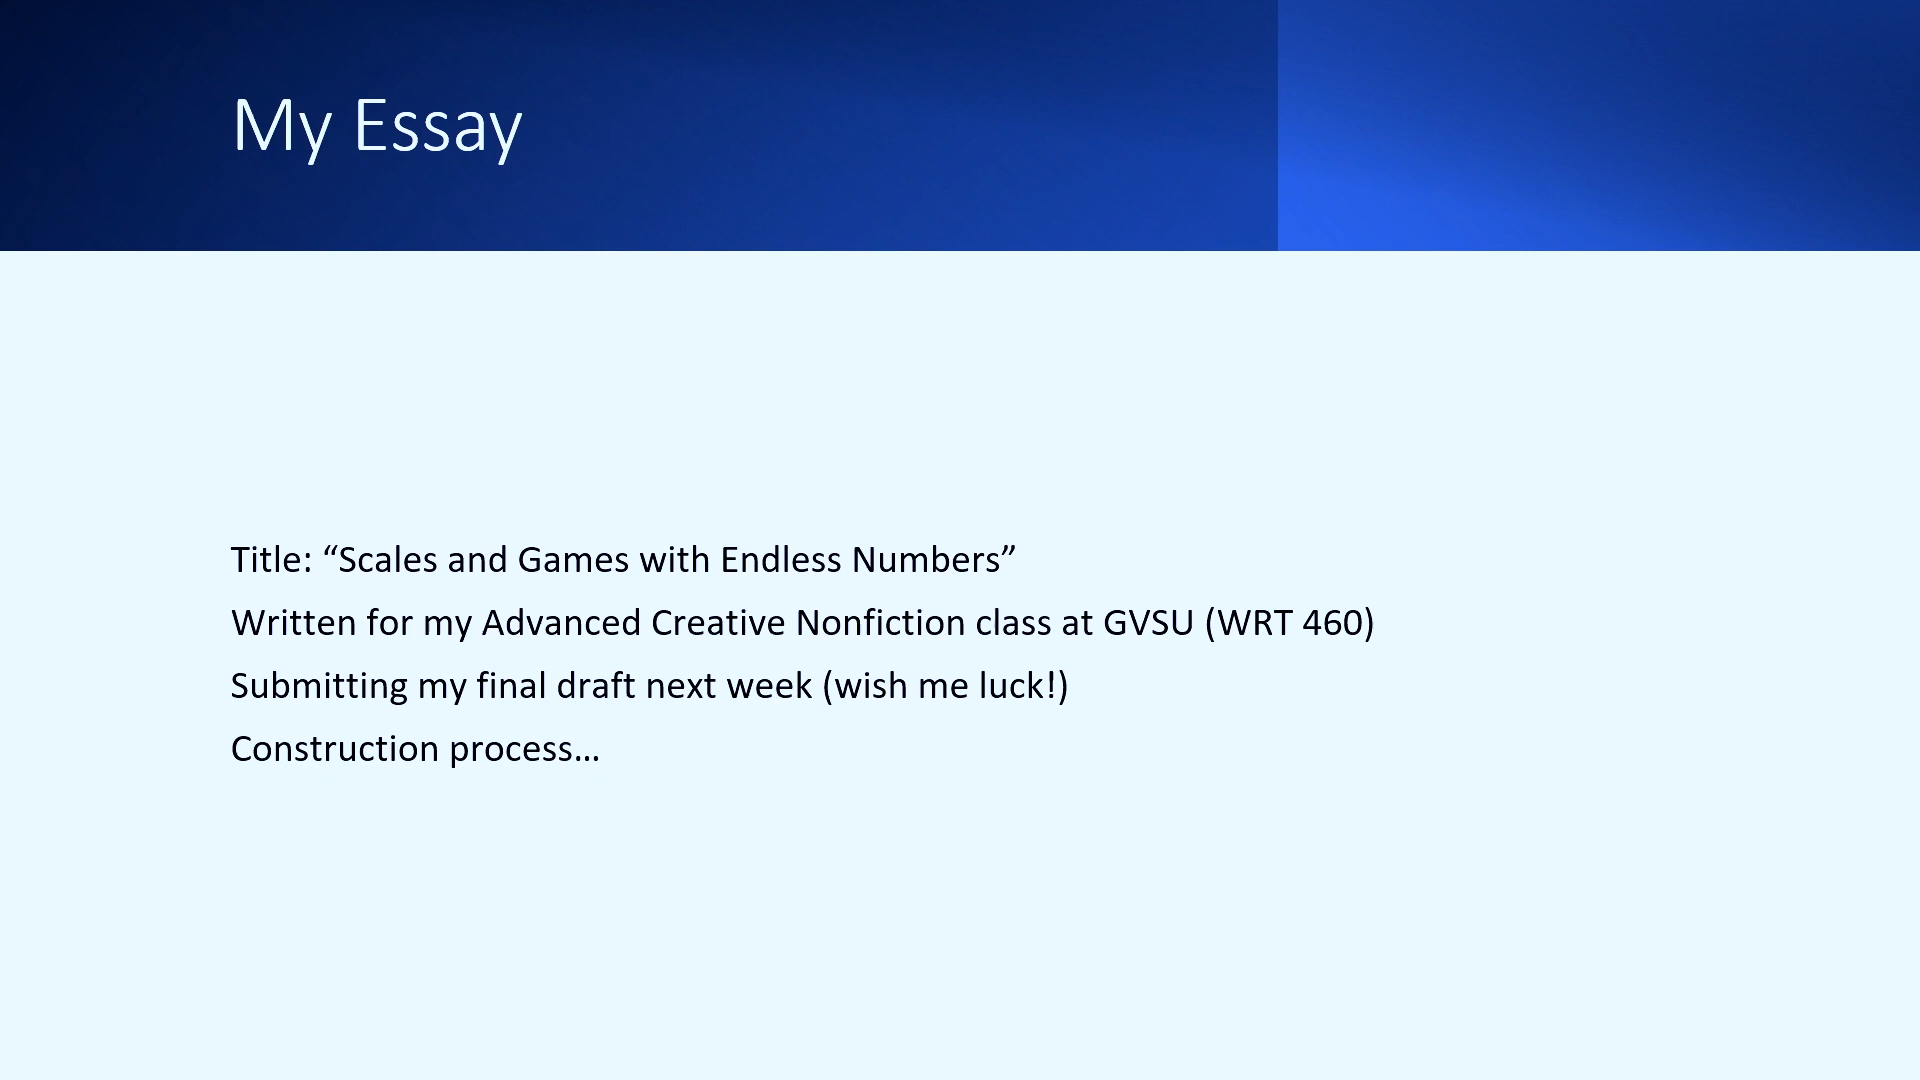 My Essay
Title: “Scales and Games with Endless Numbers”
Written for my Advanced Creative Nonfiction class at GVSU (WRT 460)
Submitting my final draft next week (wish me luck!)
Construction process…